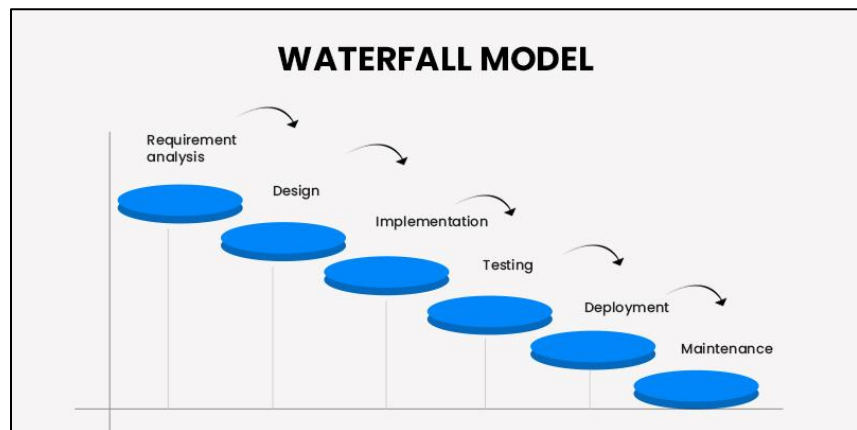 WATERFALL MODEL
Requirement
analysis
Design
Implementation
Testing
Deployment
Maintenance